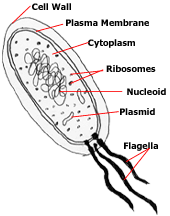 Cell Wall
Plasma Membrane
Cytoplasm
Ribosomes
Nucleoid
Plasmid
Flagella